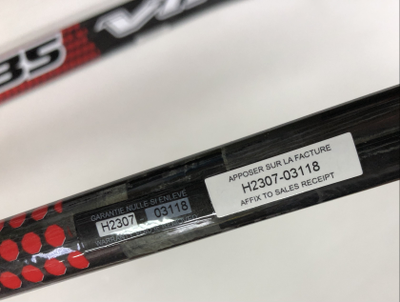 APPOSER SUR LA FACTURE
H2307-03118
AFFIX TO SALES RECEIPT
GARANTIE NULLE SI ENLEVÉ
H2307 03118